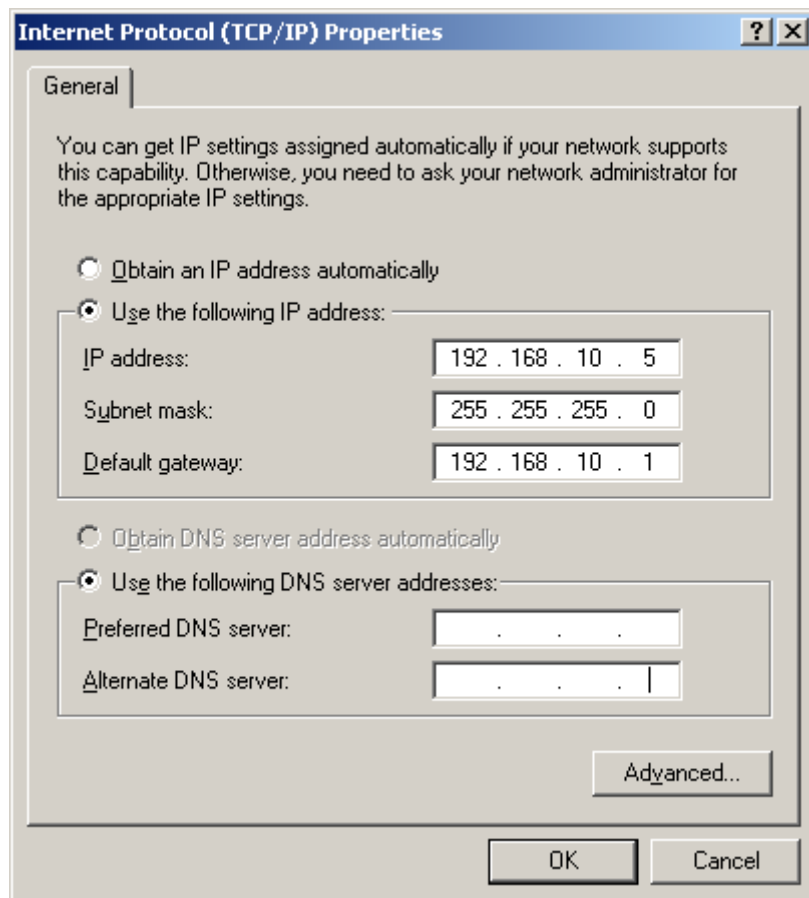 Internet Protocol (TCP/IP) Properties
General
You can get IP settings assigned automatically if your network supports
this capability. Otherwise, you need to ask your network administrator for
the appropriate IP settings.
Obtain an IP address automatically
Use the following IP address:
IP address: 192 . 168 . 10 . 5
Subnet mask: 255 . 255 . 255 . 0
Default gateway: 192 . 168 . 10 . 1
Obtain DNS server address automatically
Use the following DNS server addresses:
Preferred DNS server: . . .
Alternate DNS server: . . .
Advanced...
OK Cancel